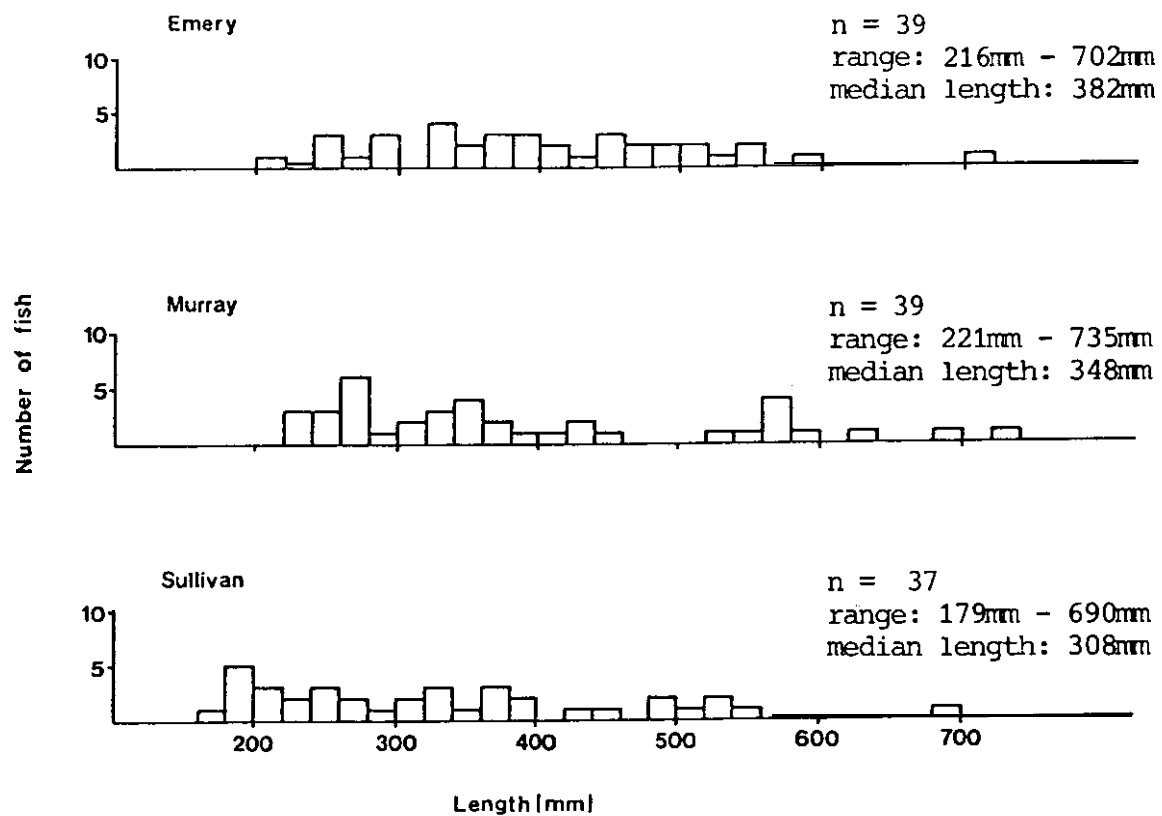 Emery
n = 39
range: 216mm - 702mm
median length: 382mm
10
5
Number of fish
Murray
n = 39
range: 221mm - 735mm
median length: 348mm
10
5
Sullivan
n = 37
range: 179mm - 690mm
median length: 308mm
10
5
200 300 400 500 600 700
Length (mm)